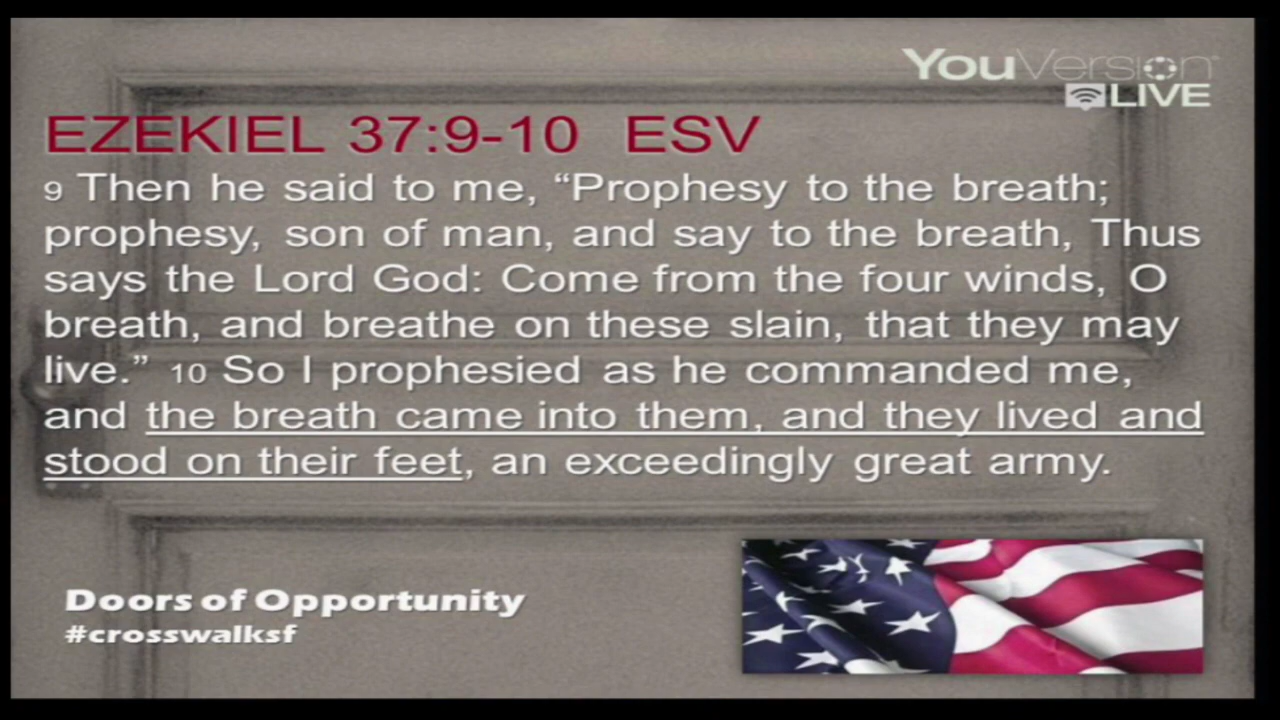 YouVersion
LIVE
EZEKIEL 37:9-10 ESV
9 Then he said to me, “Prophesy to the breath;
prophesy, son of man, and say to the breath, Thus
says the Lord God: Come from the four winds, O
breath, and breathe on these slain, that they may
live.” 10 So I prophesied as he commanded me,
and the breath came into them, and they lived and
stood on their feet, an exceedingly great army.
Doors of Opportunity
#crosswalksf